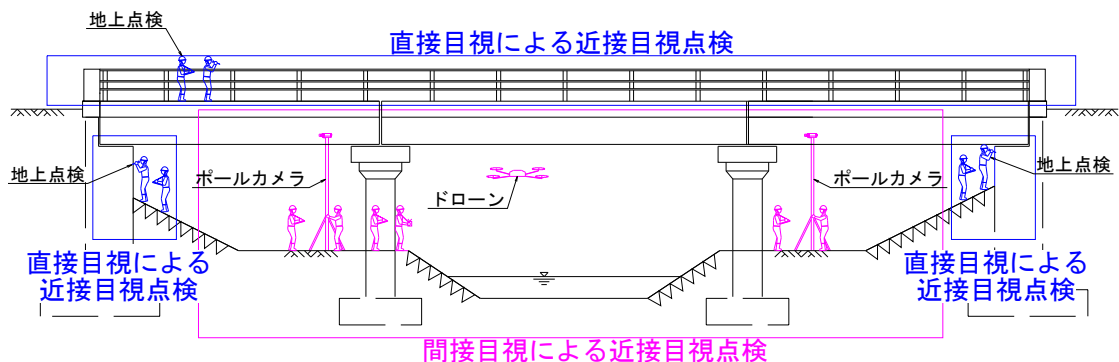 地上点検
直接目視による近接目視点検
地上点検
ポールカメラ
ドローン
ポールカメラ
地上点検
直接目視による
近接目視点検
直接目視による
近接目視点検
間接目視による近接目視点検